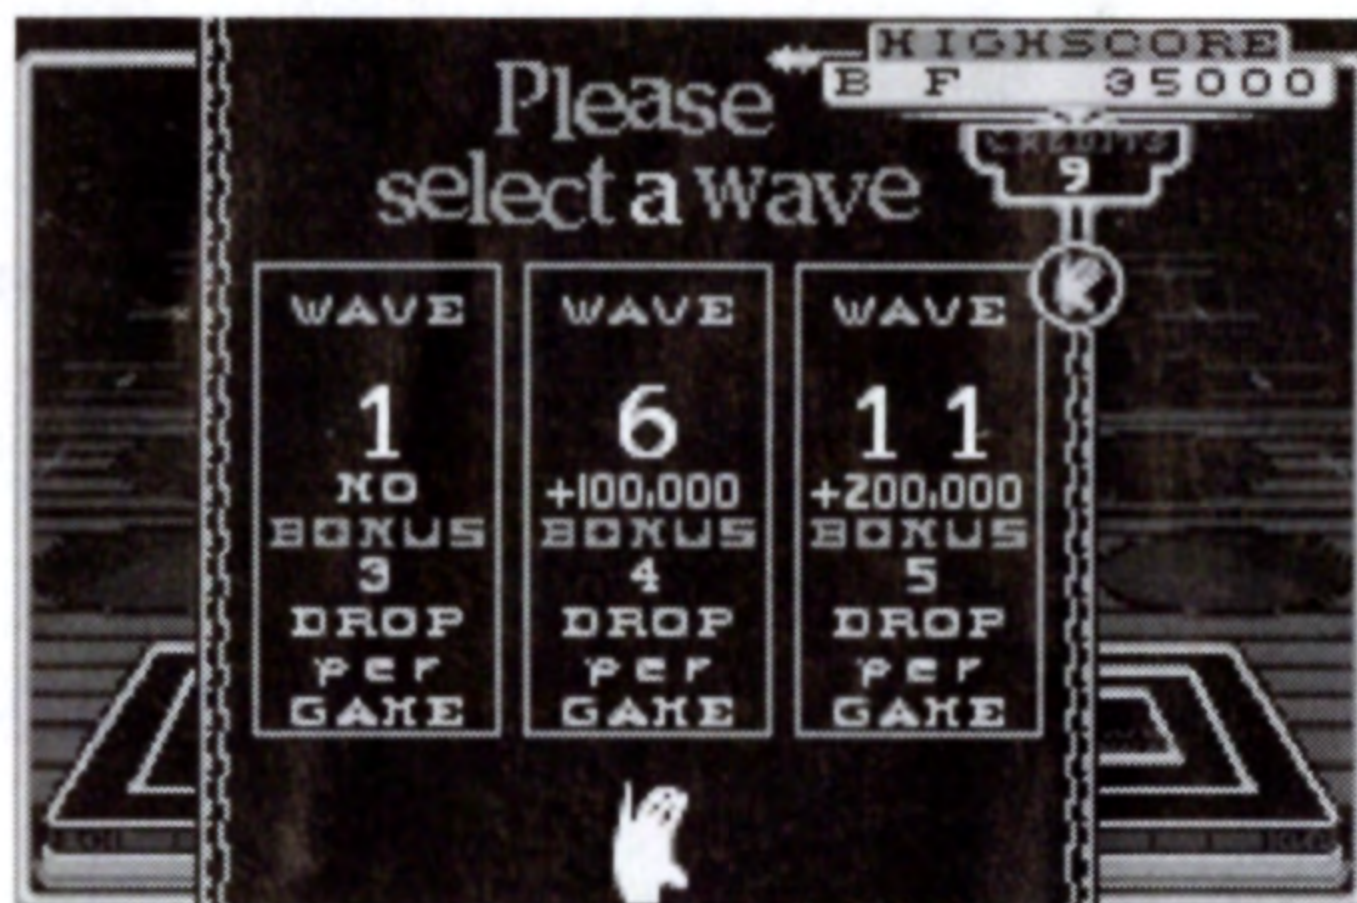 HIGHSCORE
B F 35000
CREDITS
9
Please
select a wave
WAVE
1
NO
BONUS
3
DROP
per
GAME
WAVE
6
+100,000
BONUS
4
DROP
per
GAME
WAVE
11
+200,000
BONUS
5
DROP
per
GAME